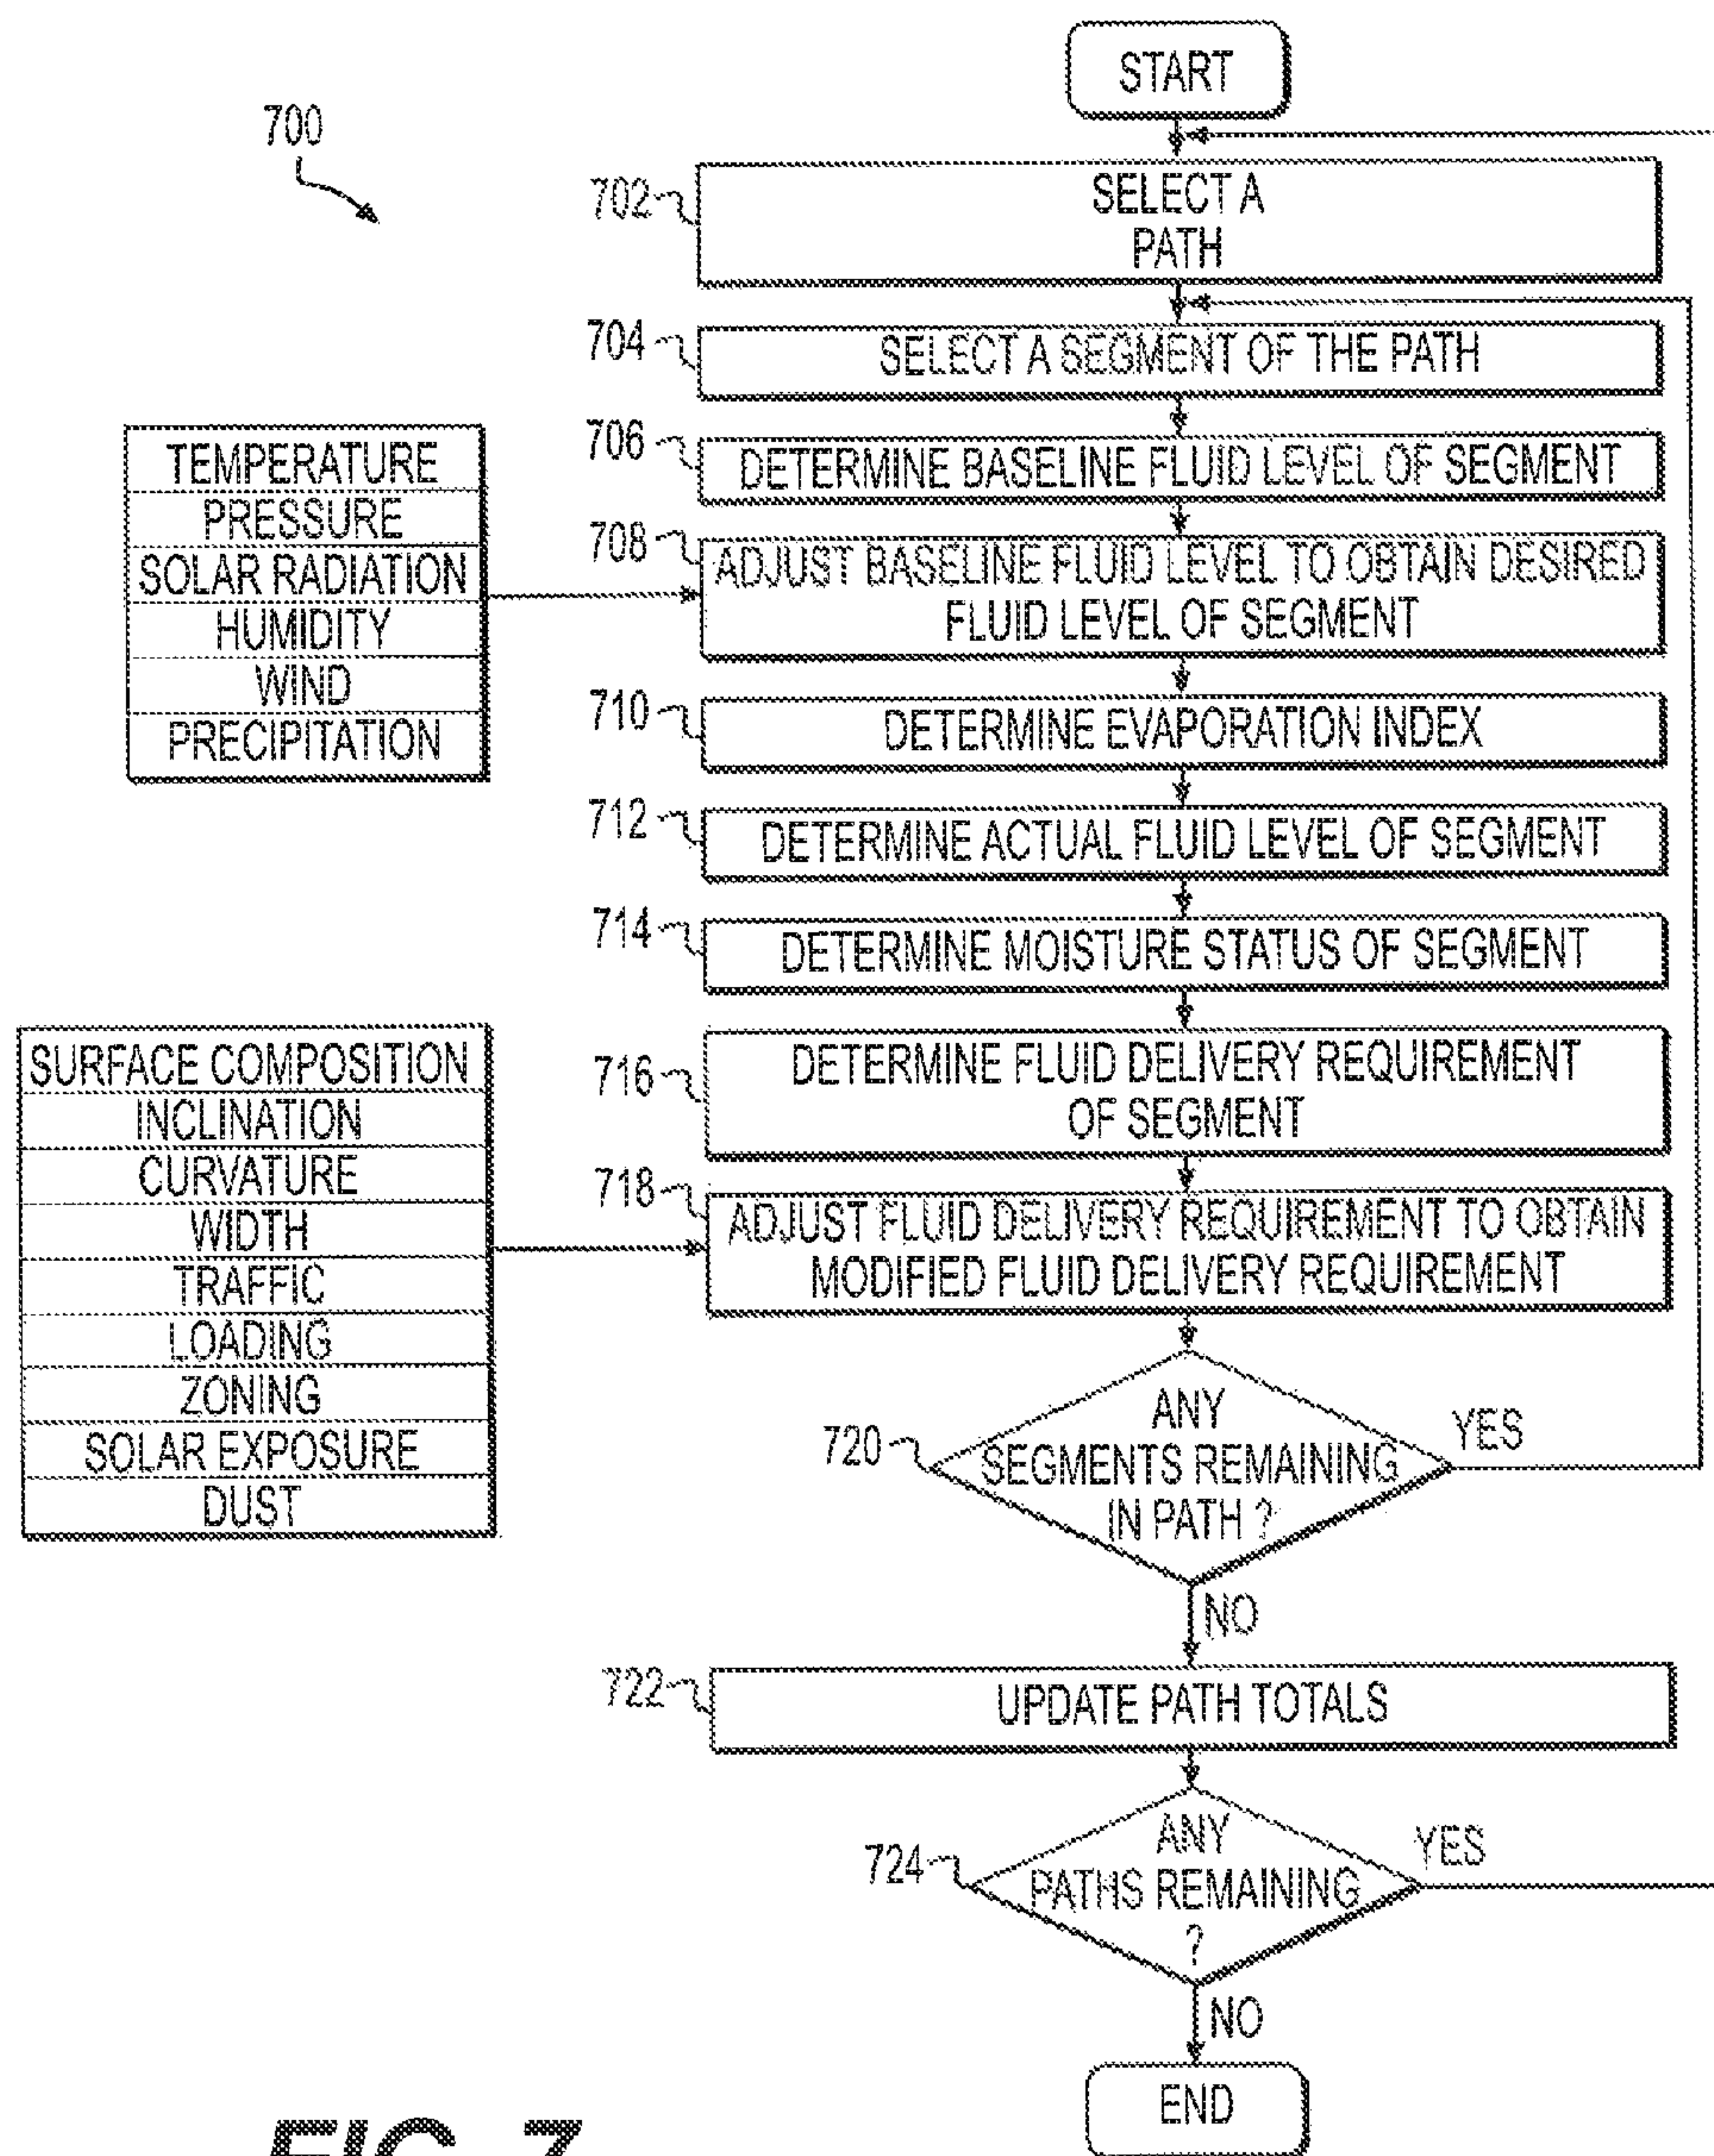 START
700
702
SELECT A
PATH
704
SELECT A SEGMENT OF THE PATH
706
DETERMINE BASELINE FLUID LEVEL OF SEGMENT
TEMPERATURE
PRESSURE
SOLAR RADIATION
HUMIDITY
WIND
PRECIPITATION
708
ADJUST BASELINE FLUID LEVEL TO OBTAIN DESIRED
FLUID LEVEL OF SEGMENT
710
DETERMINE EVAPORATION INDEX
712
DETERMINE ACTUAL FLUID LEVEL OF SEGMENT
714
DETERMINE MOISTURE STATUS OF SEGMENT
716
DETERMINE FLUID DELIVERY REQUIREMENT
OF SEGMENT
SURFACE COMPOSITION
INCLINATION
CURVATURE
WIDTH
TRAFFIC
LOADING
ZONING
SOLAR EXPOSURE
DUST
718
ADJUST FLUID DELIVERY REQUIREMENT TO OBTAIN
MODIFIED FLUID DELIVERY REQUIREMENT
720
ANY
SEGMENTS REMAINING
IN PATH ?
YES
NO
722
UPDATE PATH TOTALS
724
ANY
PATHS REMAINING
?
YES
NO
END
FIG. 7